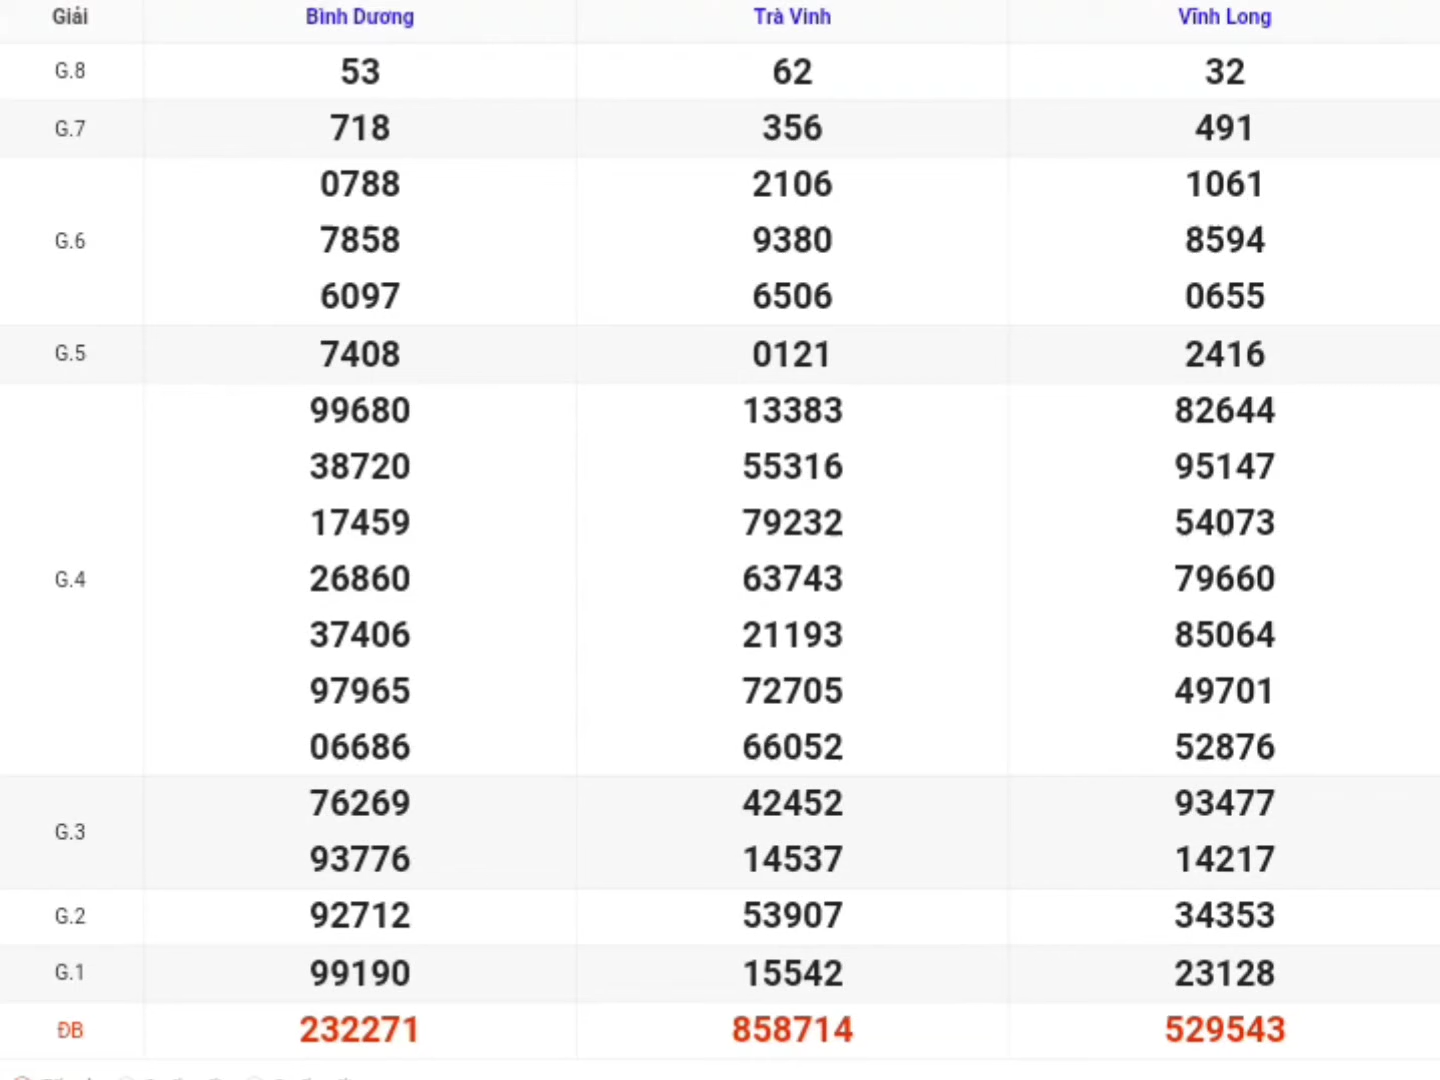 Giải Bình Dương Trà Vinh Vĩnh Long
G.8 53 62 32
G.7 718 356 491
0788 2106 1061
G.6 7858 9380 8594
6097 6506 0655
G.5 7408 0121 2416
99680 13383 82644
38720 55316 95147
17459 79232 54073
G.4 26860 63743 79660
37406 21193 85064
97965 72705 49701
06686 66052 52876
G.3 76269 42452 93477
93776 14537 14217
G.2 92712 53907 34353
G.1 99190 15542 23128
ĐB 232271 858714 529543